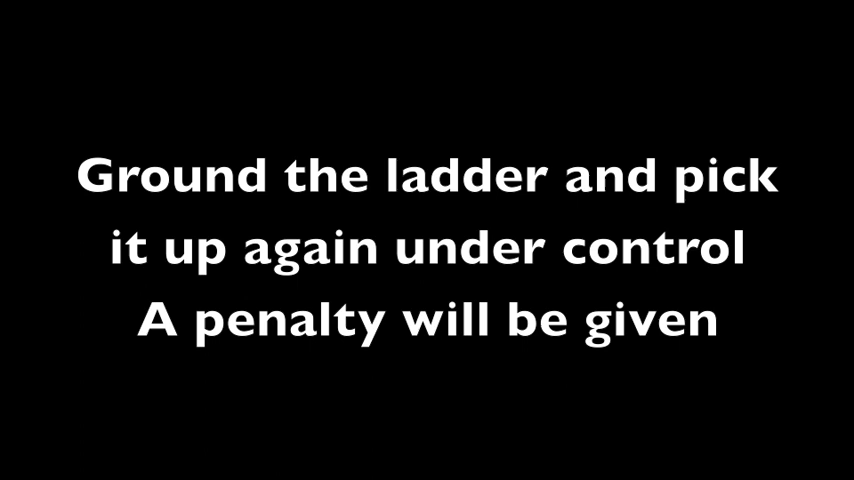 Ground the ladder and pick
it up again under control
A penalty will be given